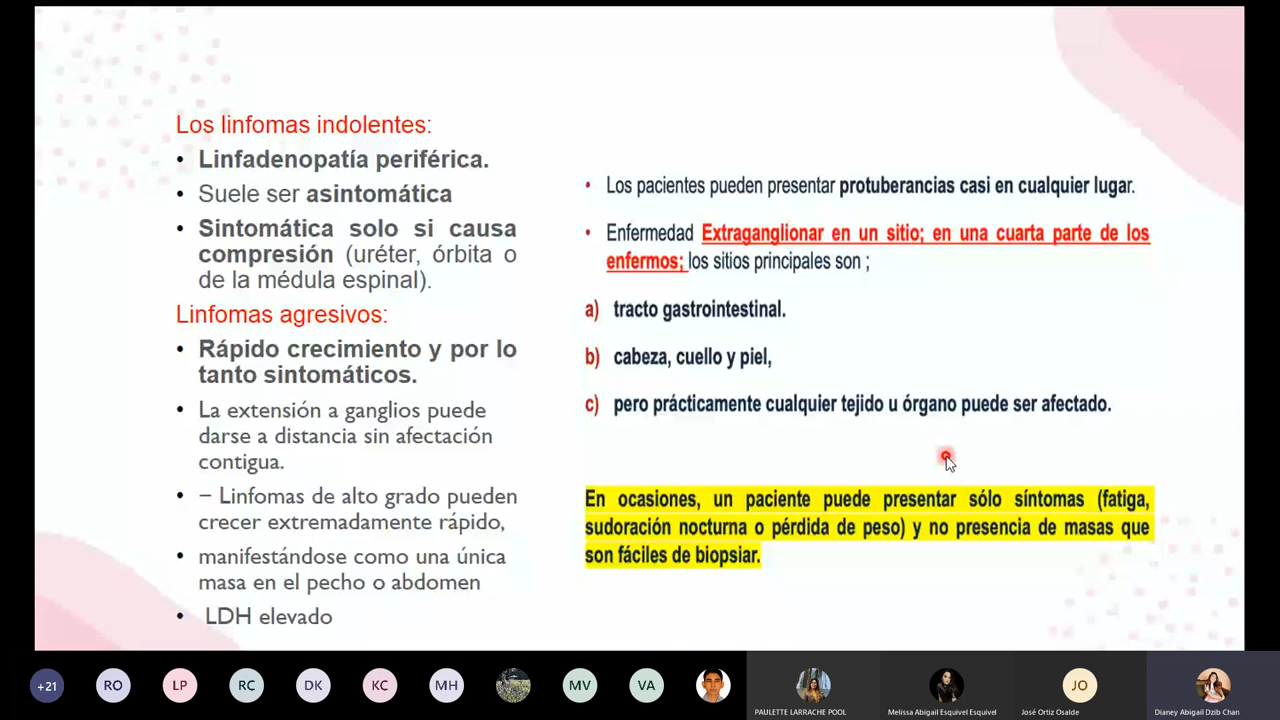 Los linfomas indolentes:
• Linfadenopatía periférica.
• Suele ser asintomática
• Sintomática solo si causa
compresión (uréter, órbita o
de la médula espinal).
Linfomas agresivos:
• Rápido crecimiento y por lo
tanto sintomáticos.
• La extensión a ganglios puede
darse a distancia sin afectación
contigua.
• – Linfomas de alto grado pueden
crecer extremadamente rápido,
• manifestándose como una única
masa en el pecho o abdomen
• LDH elevado
• Los pacientes pueden presentar protuberancias casi en cualquier lugar.
• Enfermedad Extraganglionar en un sitio; en una cuarta parte de los
enfermos; los sitios principales son ;
a) tracto gastrointestinal.
b) cabeza, cuello y piel,
c) pero prácticamente cualquier tejido u órgano puede ser afectado.
En ocasiones, un paciente puede presentar sólo síntomas (fatiga,
sudoración nocturna o pérdida de peso) y no presencia de masas que
son fáciles de biopsiar.
+21 RO LP RC DK KC MH MV VA JO
PAULETTE LARRACHE POOL
Melissa Abigail Esquivel Esquivel
José Ortiz Osalde
Dianey Abigail Dzib Chan